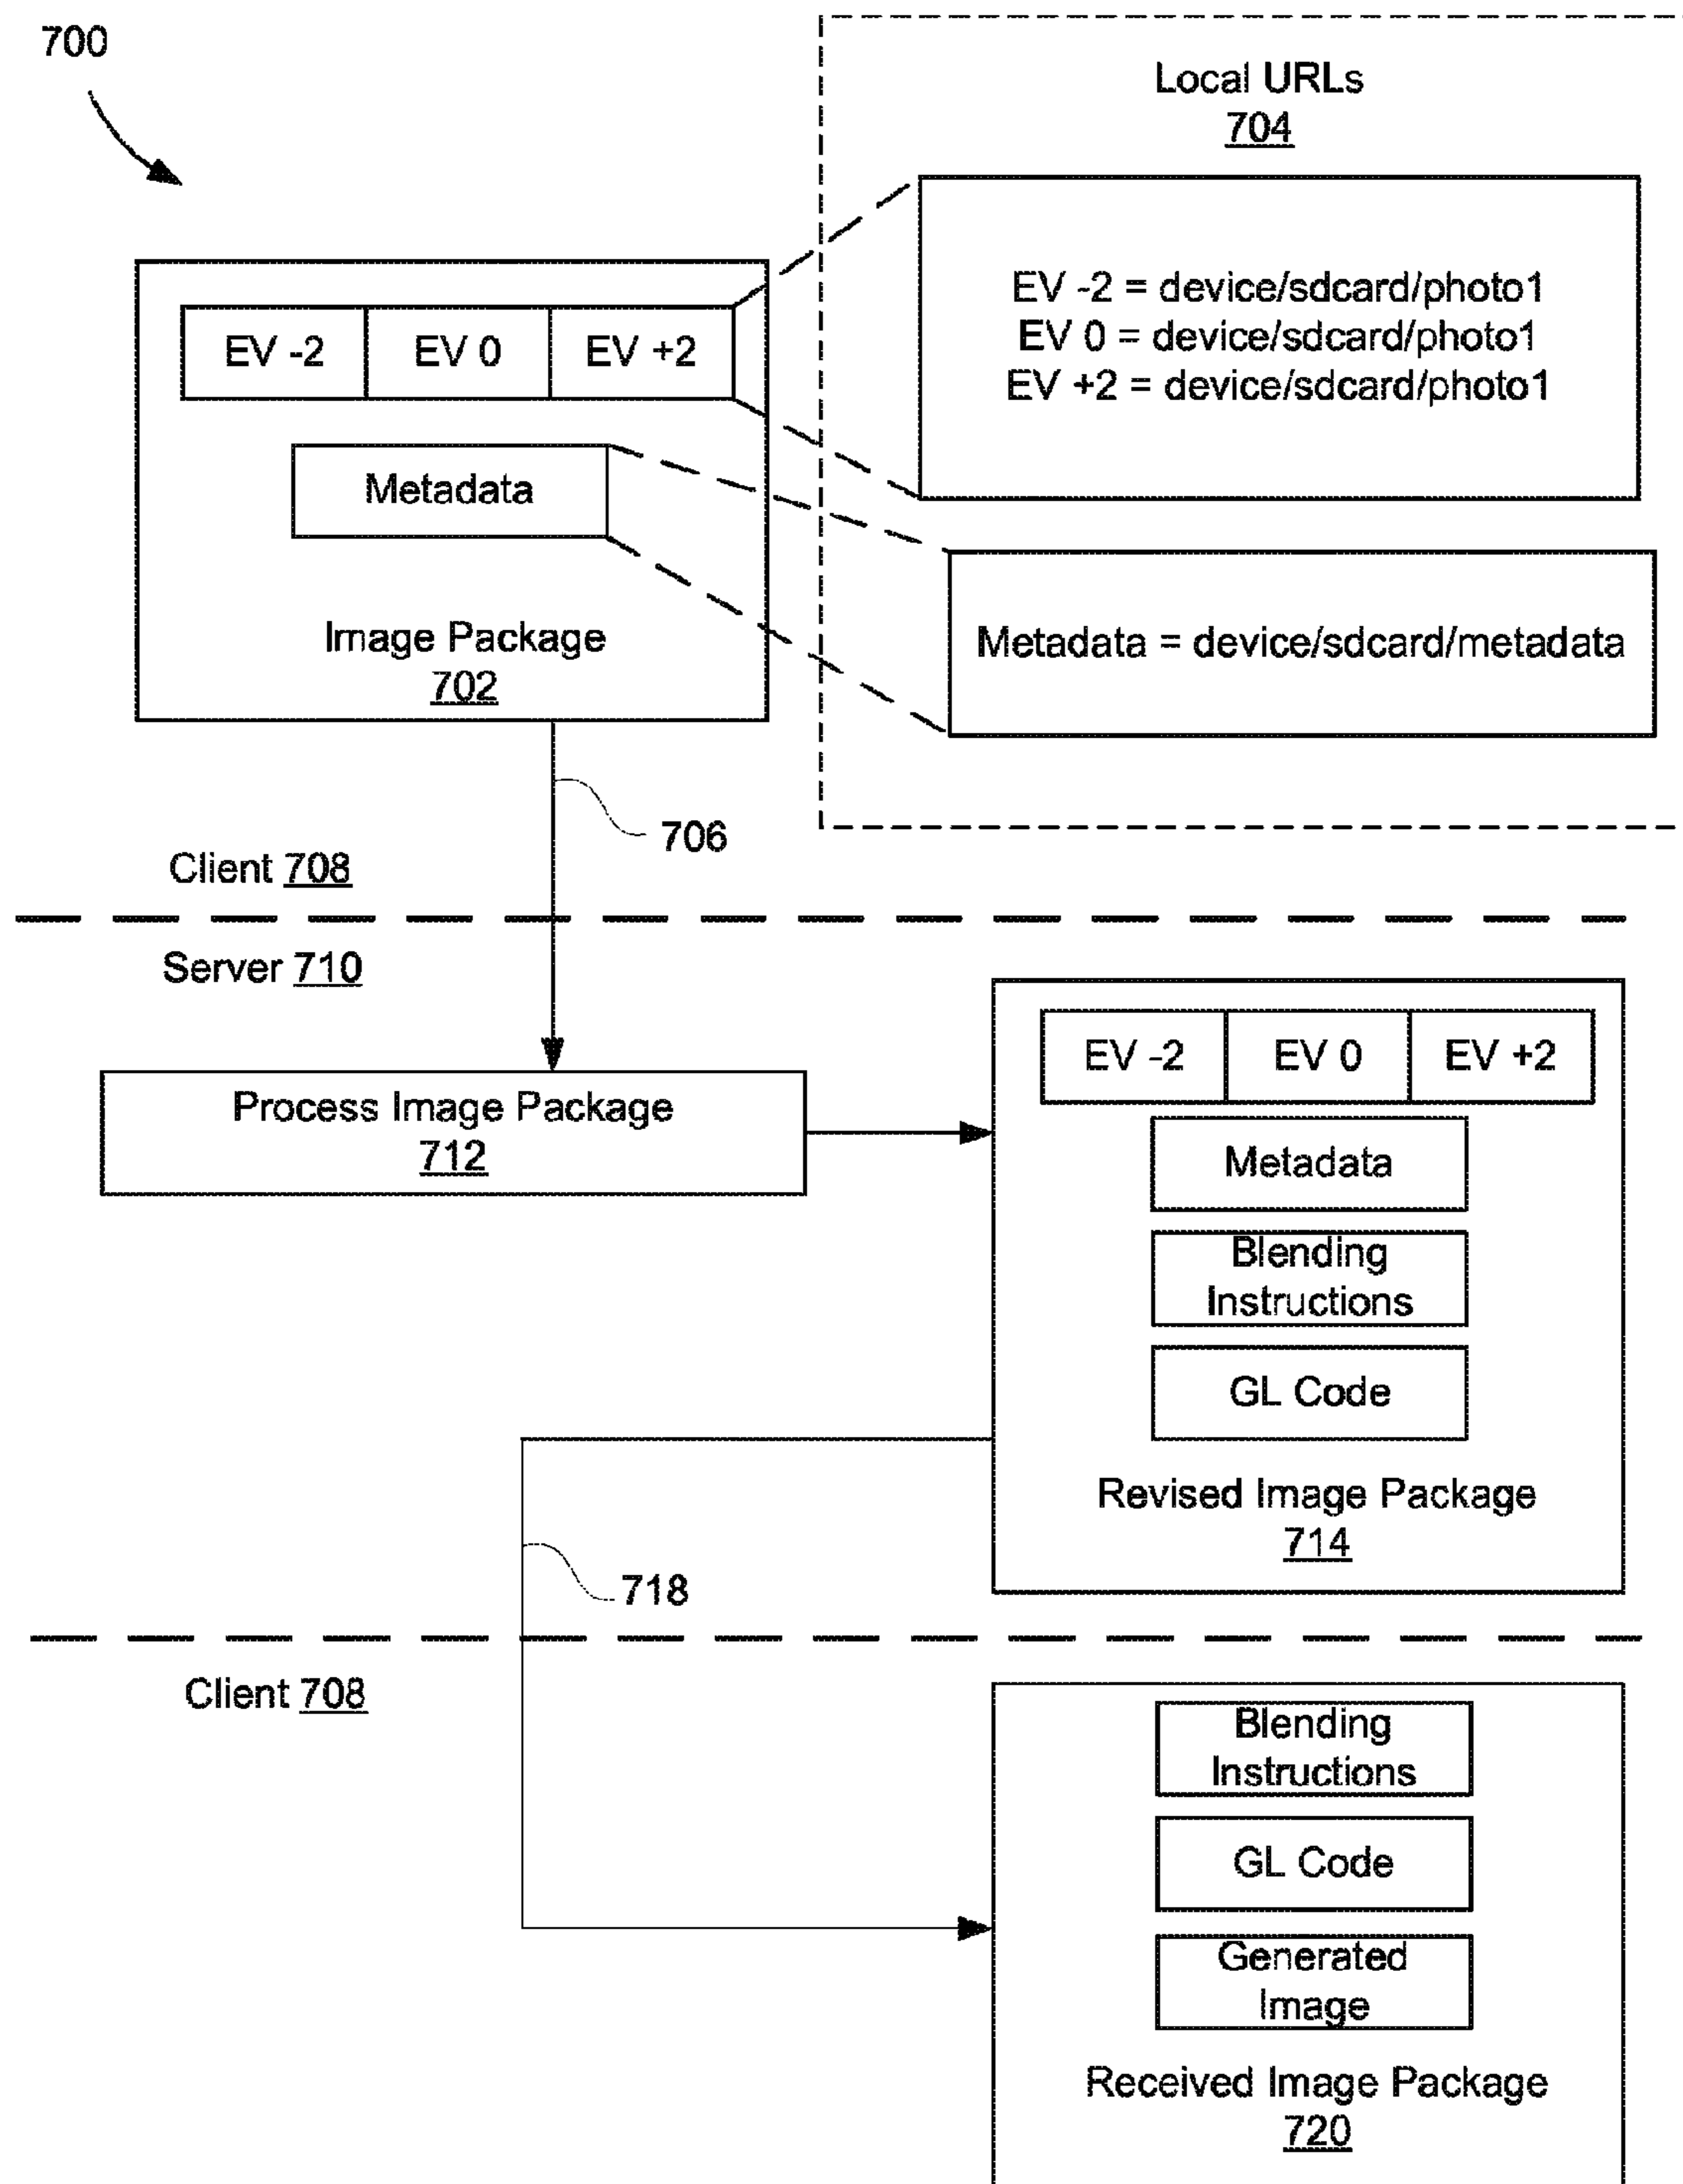 700
Local URLs
704
EV -2 = device/sdcard/photo1
EV 0 = device/sdcard/photo1
EV +2 = device/sdcard/photo1
EV -2
EV 0
EV +2
Metadata
Image Package
702
Metadata = device/sdcard/metadata
706
Client 708
Server 710
Process Image Package
712
EV -2
EV 0
EV +2
Metadata
Blending
Instructions
GL Code
Revised Image Package
714
718
Client 708
Blending
Instructions
GL Code
Generated
Image
Received Image Package
720